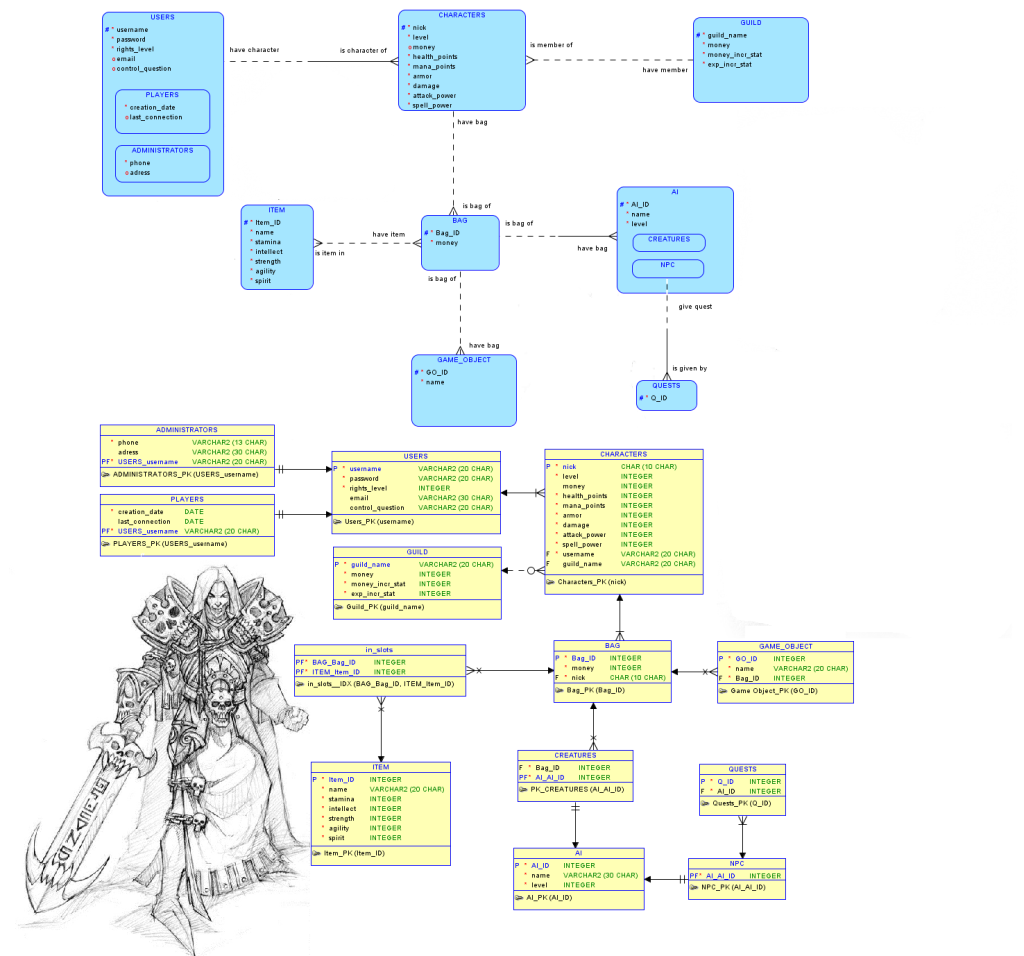 USERS
# * username
* password
* rights_level
o email
o control_question
PLAYERS
* creation_date
o last_connection
ADMINISTRATORS
* phone
o adress
have character
is character of
CHARACTERS
# * nick
* level
o money
* health_points
* mana_points
* armor
* damage
* attack_power
* spell_power
is member of
have member
GUILD
# * guild_name
* money
* money_incr_stat
* exp_incr_stat
have bag
is bag of
ITEM
# * Item_ID
* name
* stamina
* intellect
* strength
* agility
* spirit
have item
is item in
BAG
# * Bag_ID
* money
is bag of
have bag
AI
# * AI_ID
* name
* level
CREATURES
NPC
is bag of
have bag
give quest
is given by
GAME_OBJECT
# * GO_ID
* name
QUESTS
# * Q_ID
ADMINISTRATORS
* phone VARCHAR2 (13 CHAR)
adress VARCHAR2 (30 CHAR)
PF* USERS_username VARCHAR2 (20 CHAR)
ADMINISTRATORS_PK (USERS_username)
PLAYERS
* creation_date DATE
last_connection DATE
PF* USERS_username VARCHAR2 (20 CHAR)
PLAYERS_PK (USERS_username)
USERS
P * username VARCHAR2 (20 CHAR)
* password VARCHAR2 (20 CHAR)
* rights_level INTEGER
email VARCHAR2 (30 CHAR)
control_question VARCHAR2 (20 CHAR)
Users_PK (username)
GUILD
P * guild_name VARCHAR2 (20 CHAR)
* money INTEGER
* money_incr_stat INTEGER
* exp_incr_stat INTEGER
Guild_PK (guild_name)
CHARACTERS
P * nick CHAR (10 CHAR)
* level INTEGER
money INTEGER
* health_points INTEGER
* mana_points INTEGER
* armor INTEGER
* damage INTEGER
* attack_power INTEGER
* spell_power INTEGER
F * username VARCHAR2 (20 CHAR)
F guild_name VARCHAR2 (20 CHAR)
Characters_PK (nick)
in_slots
PF* BAG_Bag_ID INTEGER
PF* ITEM_Item_ID INTEGER
in_slots__IDX (BAG_Bag_ID, ITEM_Item_ID)
BAG
P * Bag_ID INTEGER
* money INTEGER
F * nick CHAR (10 CHAR)
Bag_PK (Bag_ID)
GAME_OBJECT
P * GO_ID INTEGER
* name VARCHAR2 (20 CHAR)
F * Bag_ID INTEGER
Game Object_PK (GO_ID)
ITEM
P * Item_ID INTEGER
* name VARCHAR2 (20 CHAR)
* stamina INTEGER
* intellect INTEGER
* strength INTEGER
* agility INTEGER
* spirit INTEGER
Item_PK (Item_ID)
CREATURES
F * Bag_ID INTEGER
PF* AI_AI_ID INTEGER
PK_CREATURES (AI_AI_ID)
QUESTS
P * Q_ID INTEGER
F * AI_ID INTEGER
Quests_PK (Q_ID)
AI
P * AI_ID INTEGER
* name VARCHAR2 (30 CHAR)
* level INTEGER
AI_PK (AI_ID)
NPC
PF* AI_AI_ID INTEGER
NPC_PK (AI_AI_ID)